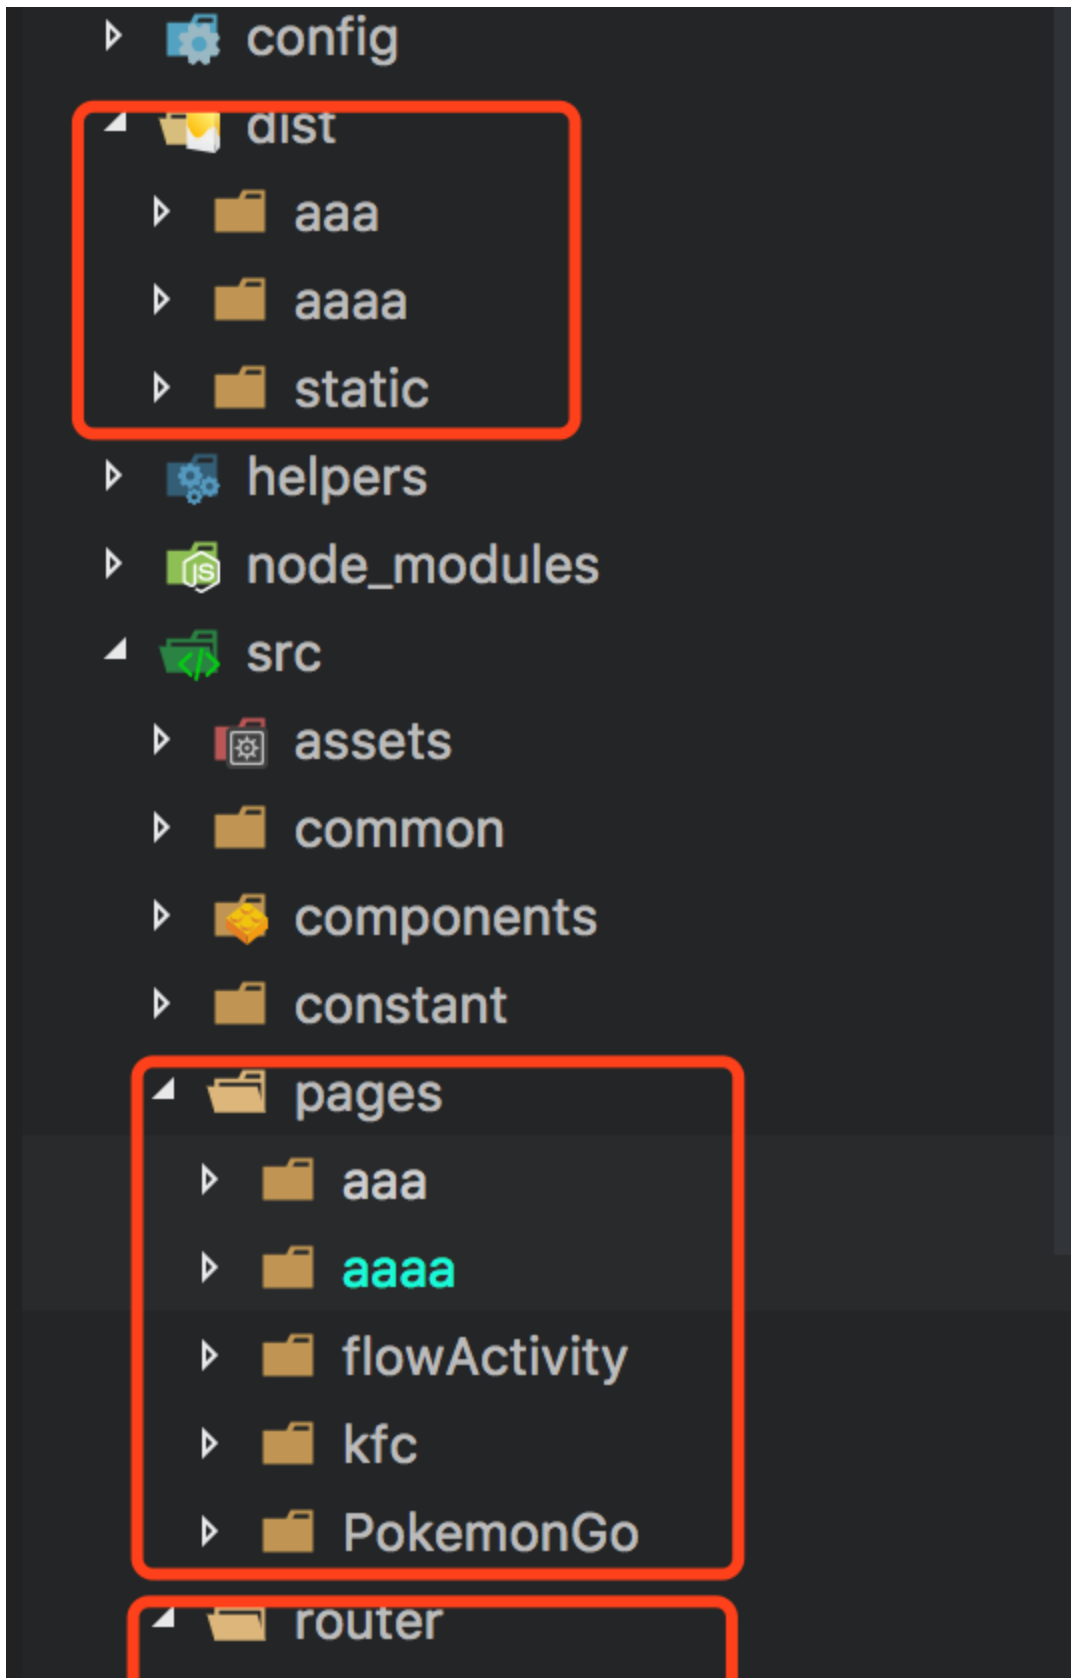 config
dist
aaa
aaaa
static
helpers
node_modules
JS
src
</>
assets
common
components
constant
pages
aaa
aaaa
flowActivity
kfc
PokemonGo
router